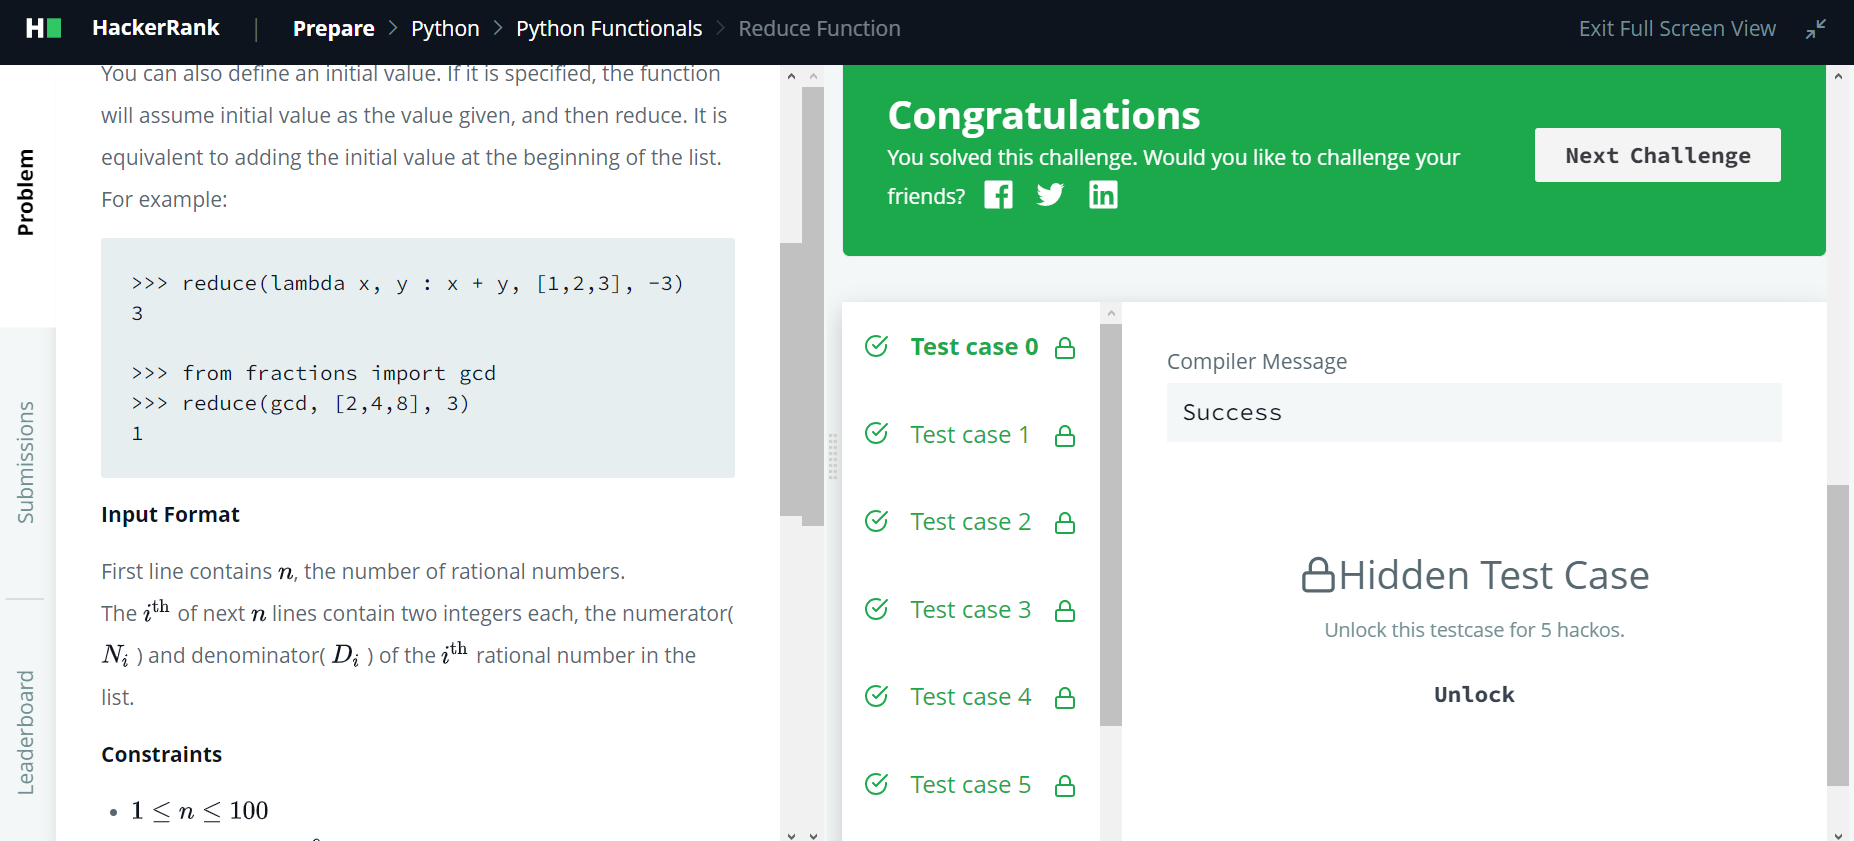 HackerRank | Prepare > Python > Python Functionals > Reduce Function
Exit Full Screen View
Problem
Submissions
Leaderboard
You can also define an initial value. If it is specified, the function
will assume initial value as the value given, and then reduce. It is
equivalent to adding the initial value at the beginning of the list.
For example:
>>> reduce(lambda x, y : x + y, [1,2,3], -3)
3
>>> from fractions import gcd
>>> reduce(gcd, [2,4,8], 3)
1
Input Format
First line contains n, the number of rational numbers.
The i^th of next n lines contain two integers each, the numerator(
N_i ) and denominator( D_i ) of the i^th rational number in the
list.
Constraints
• 1 ≤ n ≤ 100
Congratulations
You solved this challenge. Would you like to challenge your
friends?
Next Challenge
Test case 0
Test case 1
Test case 2
Test case 3
Test case 4
Test case 5
Compiler Message
Success
Hidden Test Case
Unlock this testcase for 5 hackos.
Unlock